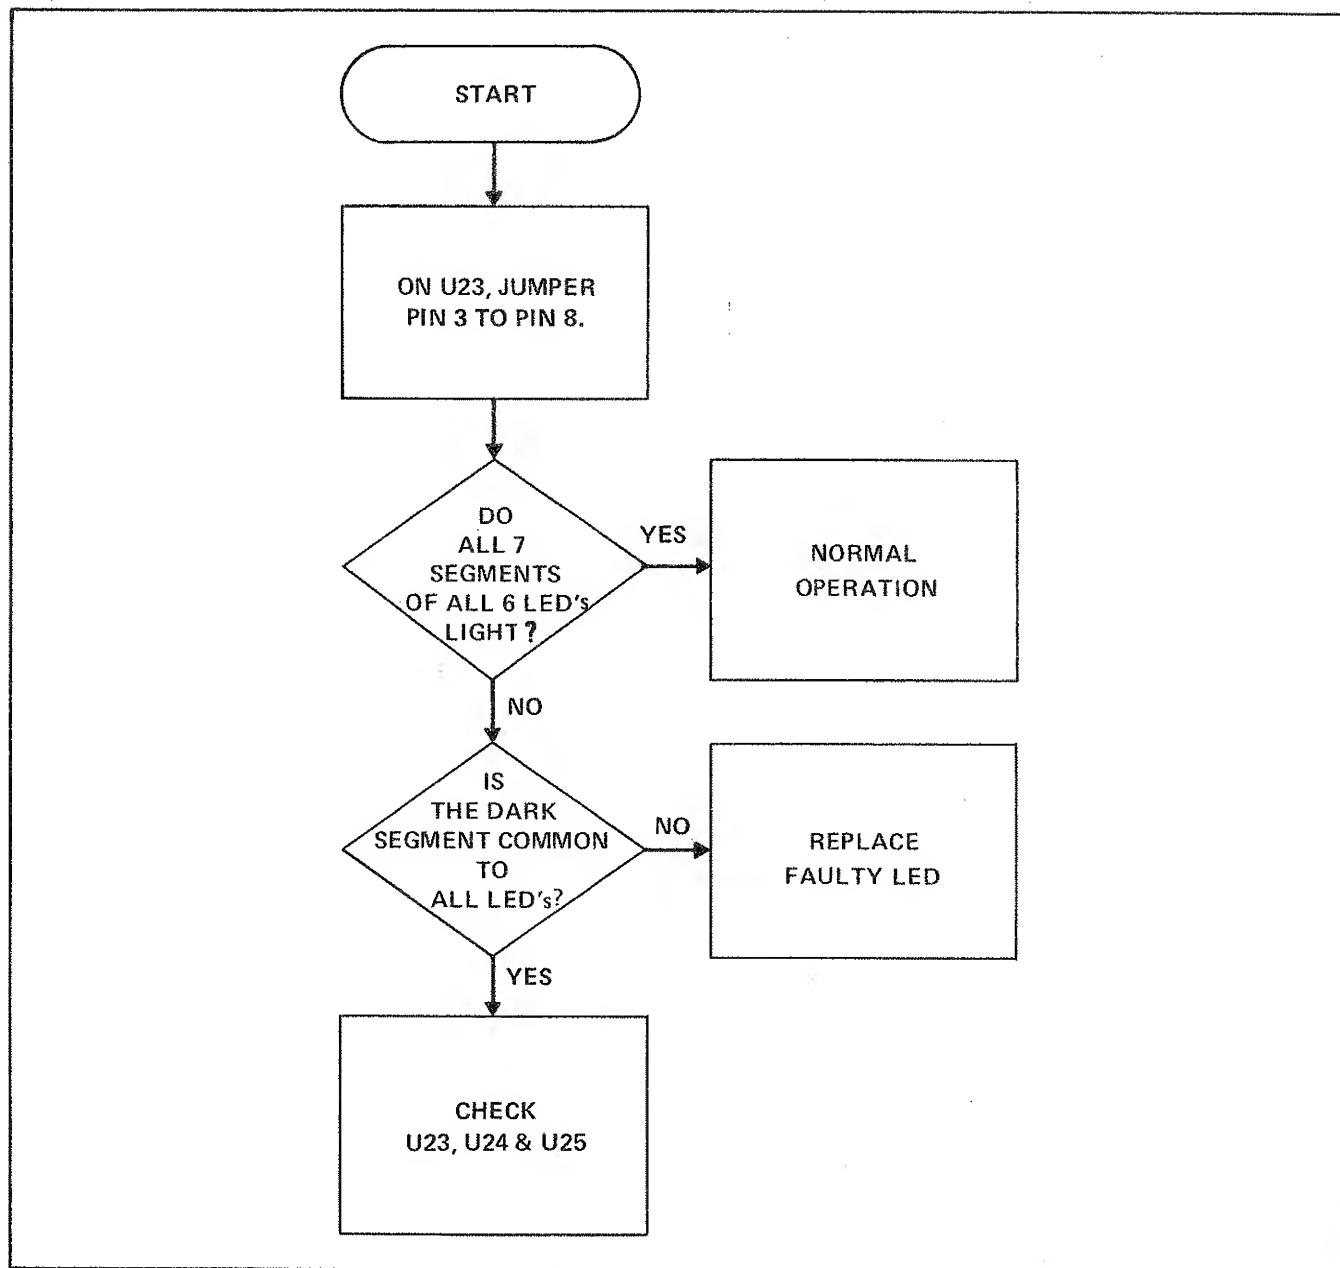 START
ON U23, JUMPER
PIN 3 TO PIN 8.
DO
ALL 7
SEGMENTS
OF ALL 6 LED's
LIGHT?
YES
NORMAL
OPERATION
NO
IS
THE DARK
SEGMENT COMMON
TO
ALL LED's?
NO
REPLACE
FAULTY LED
YES
CHECK
U23, U24 & U25